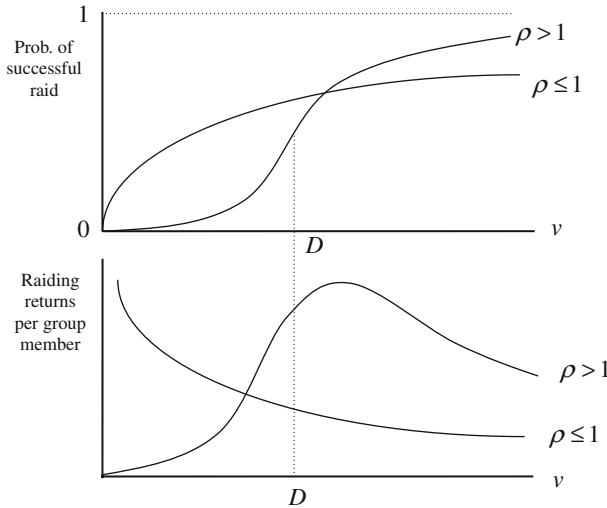 1
Prob. of
successful
raid
ρ > 1
ρ ≤ 1
0
v
D
Raiding
returns
per group
member
ρ > 1
ρ ≤ 1
v
D